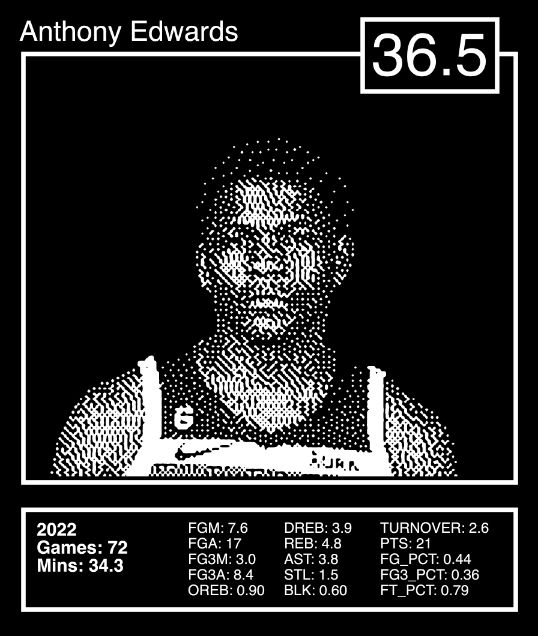 Anthony Edwards
36.5
2022
Games: 72
Mins: 34.3
FGM: 7.6
FGA: 17
FG3M: 3.0
FG3A: 8.4
OREB: 0.90
DREB: 3.9
REB: 4.8
AST: 3.8
STL: 1.5
BLK: 0.60
TURNOVER: 2.6
PTS: 21
FG_PCT: 0.44
FG3_PCT: 0.36
FT_PCT: 0.79